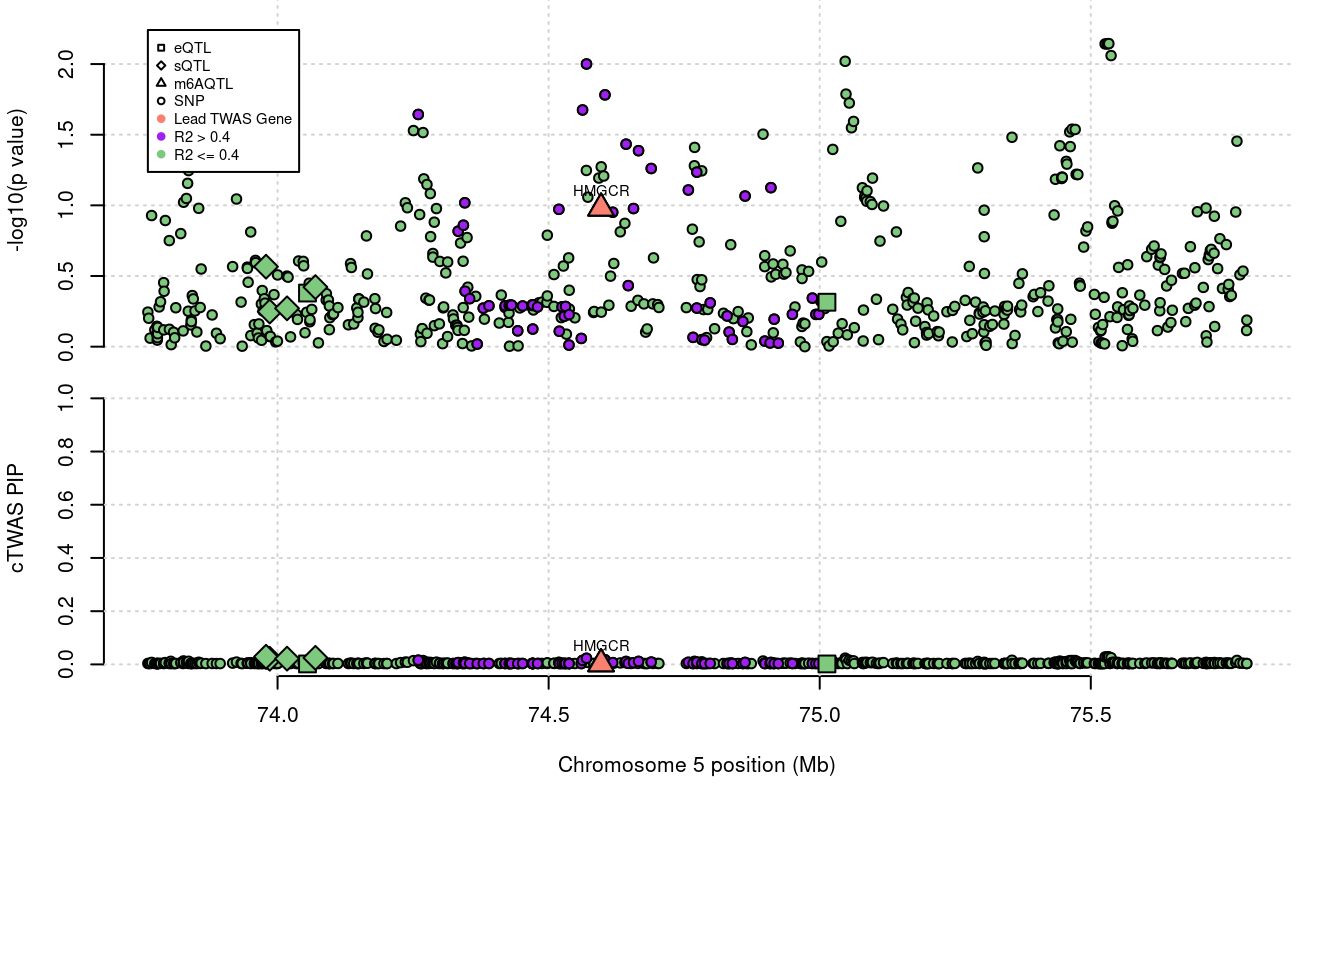 eQTL
sQTL
m6AQTL
SNP
Lead TWAS Gene
R2 > 0.4
R2 <= 0.4
-log10(p value)
2.0
1.5
1.0
0.5
0.0
HMGCR
cTWAS PIP
1.0
0.8
0.6
0.4
0.2
0.0
HMGCR
74.0 74.5 75.0 75.5
Chromosome 5 position (Mb)